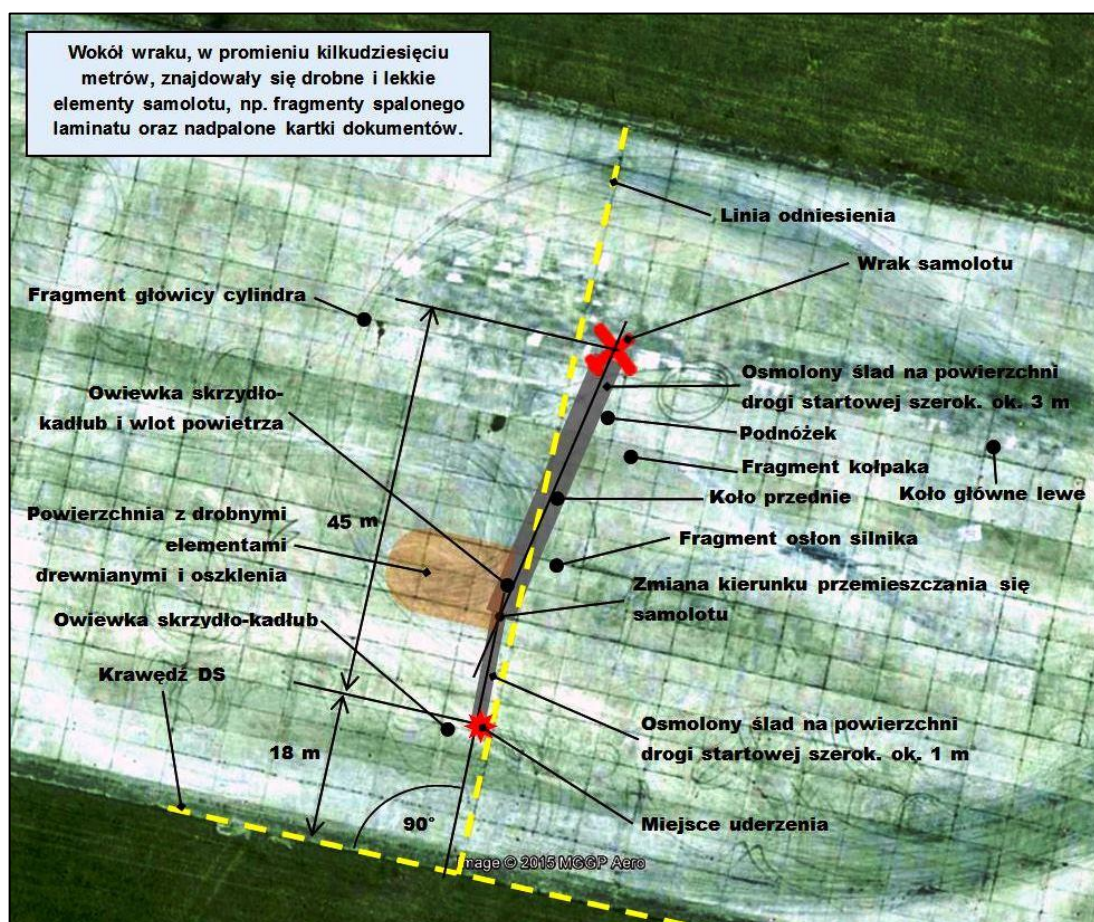 Wokół wraku, w promieniu kilkudziesięciu
metrów, znajdowały się drobne i lekkie
elementy samolotu, np. fragmenty spalonego
laminatu oraz nadpalone kartki dokumentów.
Linia odniesienia
Wrak samolotu
Fragment głowicy cylindra
Osmolony ślad na powierzchni
drogi startowej szerok. ok. 3 m
Owiewka skrzydło-
kadłub i wlot powietrza
Podnóżek
Fragment kołpaka
Koło przednie
Koło główne lewe
Powierzchnia z drobnymi
elementami
drewnianymi i oszklenia
45 m
Fragment osłon silnika
Zmiana kierunku przemieszczania się
samolotu
Owiewka skrzydło-kadłub
Krawędź DS
Osmolony ślad na powierzchni
drogi startowej szerok. ok. 1 m
18 m
90°
Miejsce uderzenia
mage © 2015 MGGP Aero